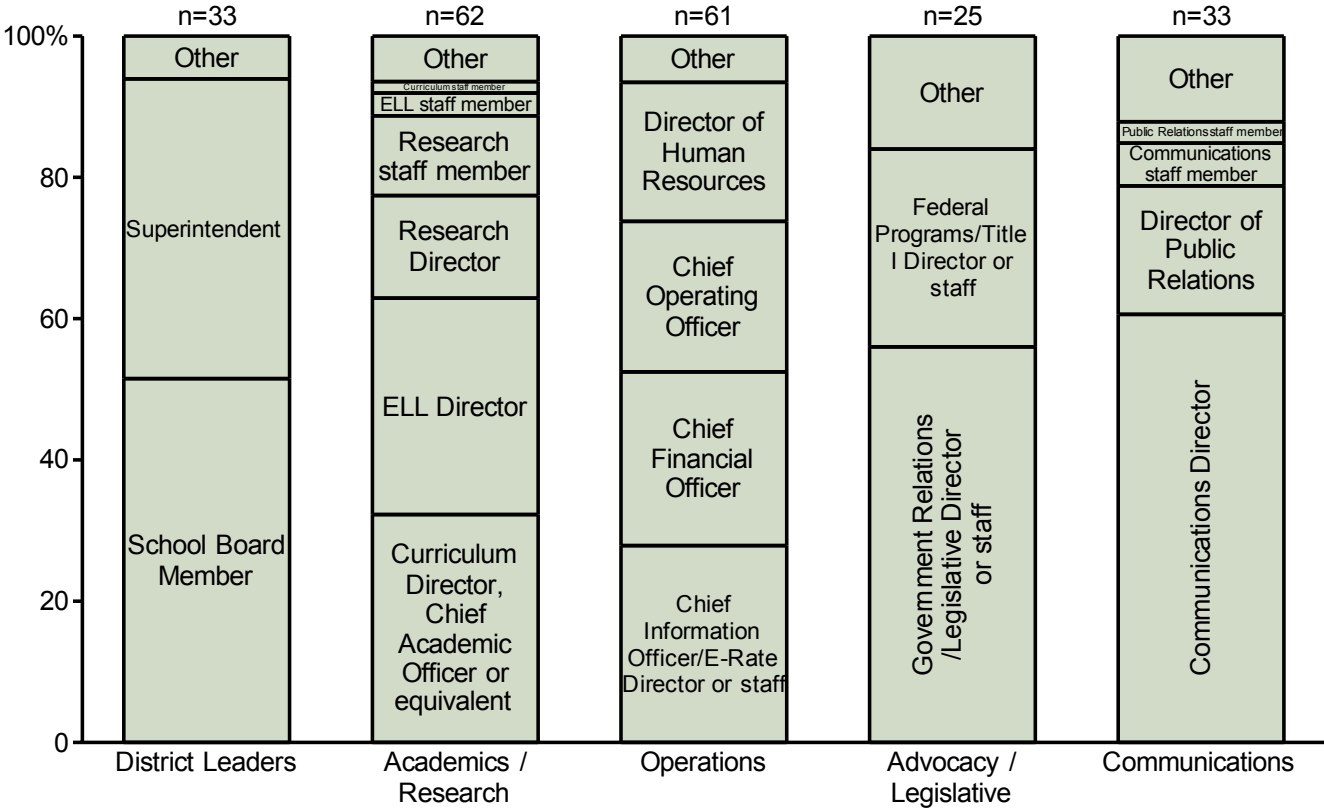 n=33
n=62
n=61
n=25
n=33
100%
80
60
40
20
0
Other
Superintendent
School Board
Member
District Leaders
Other
Curriculum staff member
ELL staff member
Research
staff member
Research
Director
ELL Director
Curriculum
Director,
Chief
Academic
Officer or
equivalent
Academics /
Research
Other
Director of
Human
Resources
Chief
Operating
Officer
Chief
Financial
Officer
Chief
Information
Officer/E-Rate
Director or staff
Operations
Other
Federal
Programs/Title
I Director or
staff
Government Relations
/Legislative Director
or staff
Advocacy /
Legislative
Other
Public Relations staff member
Communications
staff member
Director of
Public
Relations
Communications Director
Communications